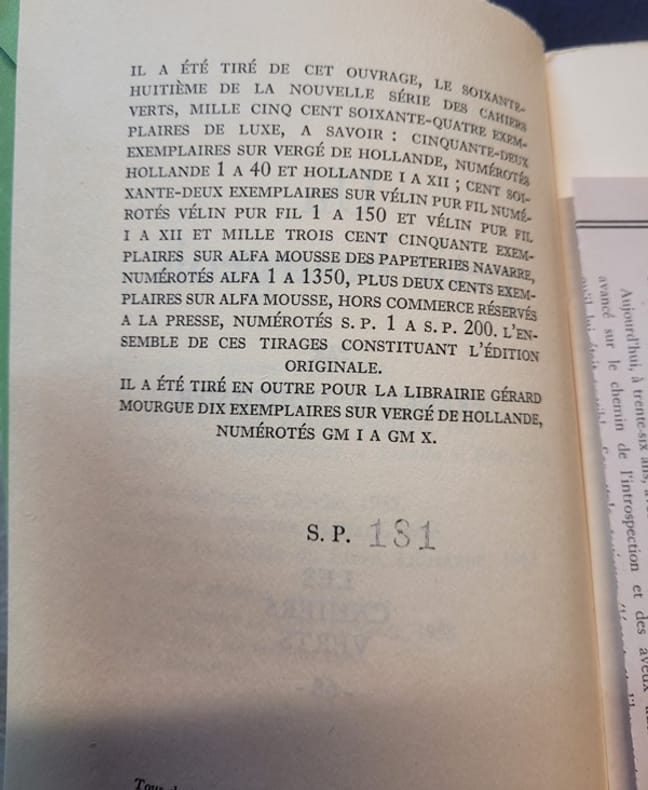 IL A ÉTÉ TIRÉ DE CET OUVRAGE, LE SOIXANTE-
HUITIÈME DE LA NOUVELLE SÉRIE DES CAHIERS
VERTS, MILLE CINQ CENT SOIXANTE-QUATRE EXEM-
PLAIRES DE LUXE, A SAVOIR : CINQUANTE-DEUX
EXEMPLAIRES SUR VERGÉ DE HOLLANDE, NUMÉROTÉS
HOLLANDE 1 A 40 ET HOLLANDE I A XII ; CENT SOI-
XANTE-DEUX EXEMPLAIRES SUR VÉLIN PUR FIL NUMÉ-
ROTÉS VÉLIN PUR FIL 1 A 150 ET VÉLIN PUR FIL
I A XII ET MILLE TROIS CENT CINQUANTE EXEM-
PLAIRES SUR ALFA MOUSSE DES PAPETERIES NAVARRE,
NUMÉROTÉS ALFA 1 A 1350, PLUS DEUX CENTS EXEM-
PLAIRES SUR ALFA MOUSSE, HORS COMMERCE RÉSERVÉS
A LA PRESSE, NUMÉROTÉS S. P. 1 A S. P. 200. L'EN-
SEMBLE DE CES TIRAGES CONSTITUANT L'ÉDITION
ORIGINALE.
IL A ÉTÉ TIRÉ EN OUTRE POUR LA LIBRAIRIE GÉRARD
MOURGUE DIX EXEMPLAIRES SUR VERGÉ DE HOLLANDE,
NUMÉROTÉS GM I A GM X.
S. P. 181
LES
CAHIERS
VERTS
- 68 -
Aujourd'hui, à trente-six ans,
avancé sur le chemin de l'introspection et des aveux